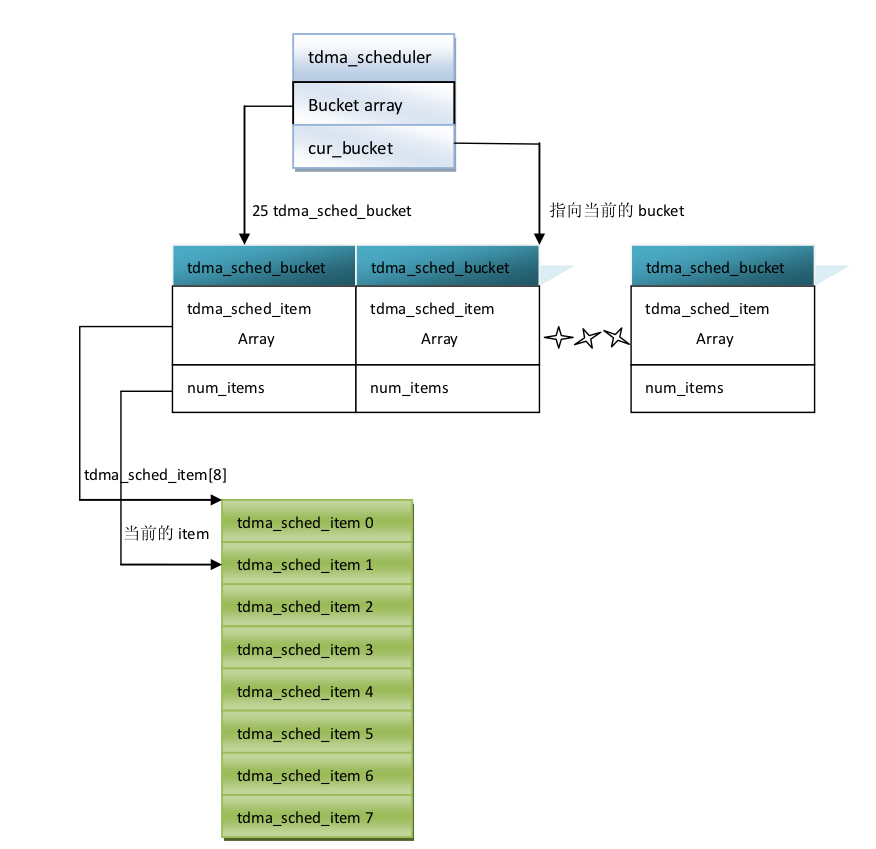 tdma_scheduler
Bucket array
cur_bucket
25 tdma_sched_bucket
指向当前的 bucket
tdma_sched_bucket
tdma_sched_bucket
tdma_sched_bucket
tdma_sched_item
Array
tdma_sched_item
Array
tdma_sched_item
Array
num_items
num_items
num_items
tdma_sched_item[8]
当前的 item
tdma_sched_item 0
tdma_sched_item 1
tdma_sched_item 2
tdma_sched_item 3
tdma_sched_item 4
tdma_sched_item 5
tdma_sched_item 6
tdma_sched_item 7